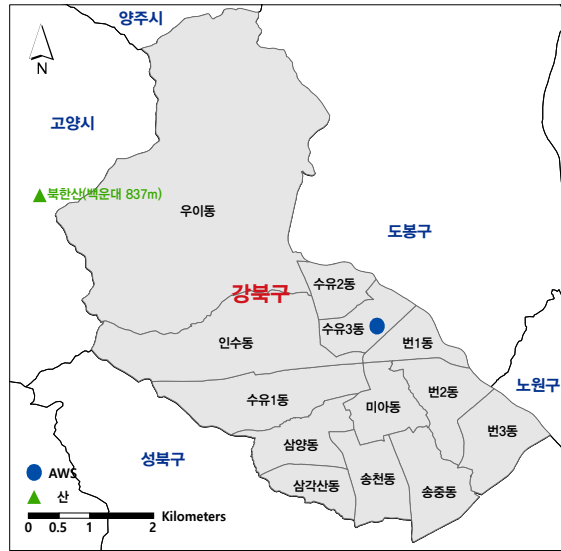 양주시
N
고양시
북한산(백운대 837m)
우이동
도봉구
수유2동
강북구
수유3동
인수동
번1동
노원구
수유1동
미아동
번2동
번3동
삼양동
성북구
송천동
삼각산동
송중동
AWS
산
0 0.5 1 2 Kilometers